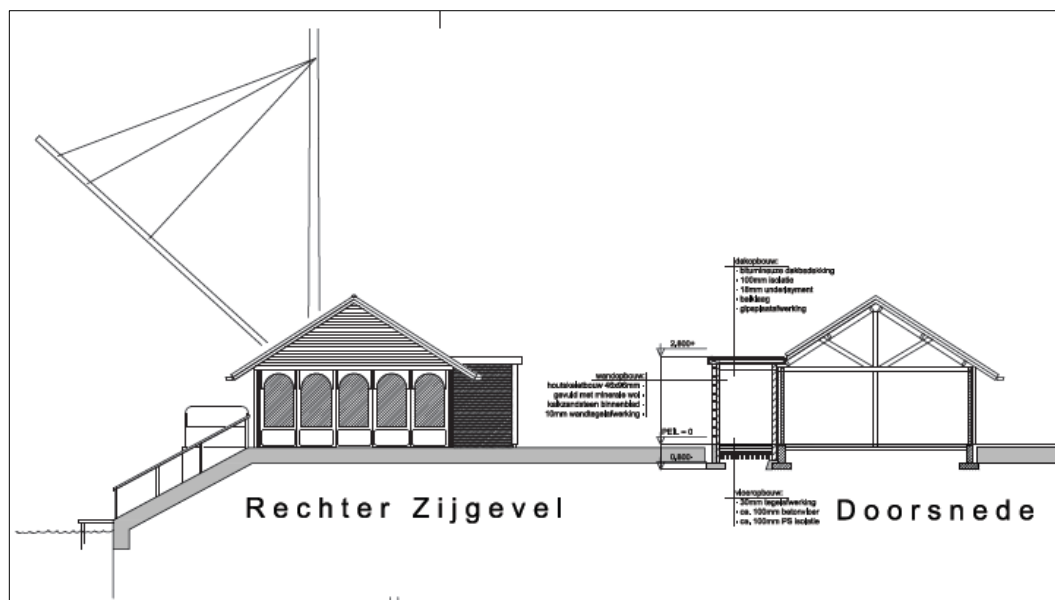 dakopbouw:
- bitumineuze dakbedekking
- 100mm isolatie
- 18mm underlayment
- balklaag
- gipsplaatafwerking
2,800+
wandopbouw:
houtskeletbouw 46x96mm -
gevuld met minerale wol -
kalkzandsteen binnenblad -
10mm wandtegelafwerking -
PEIL = 0
0,800-
vloeropbouw:
- 30mm tegelafwerking
- ca. 100mm betonvloer
- ca. 100mm PS isolatie
Rechter Zijgevel
Doorsnede